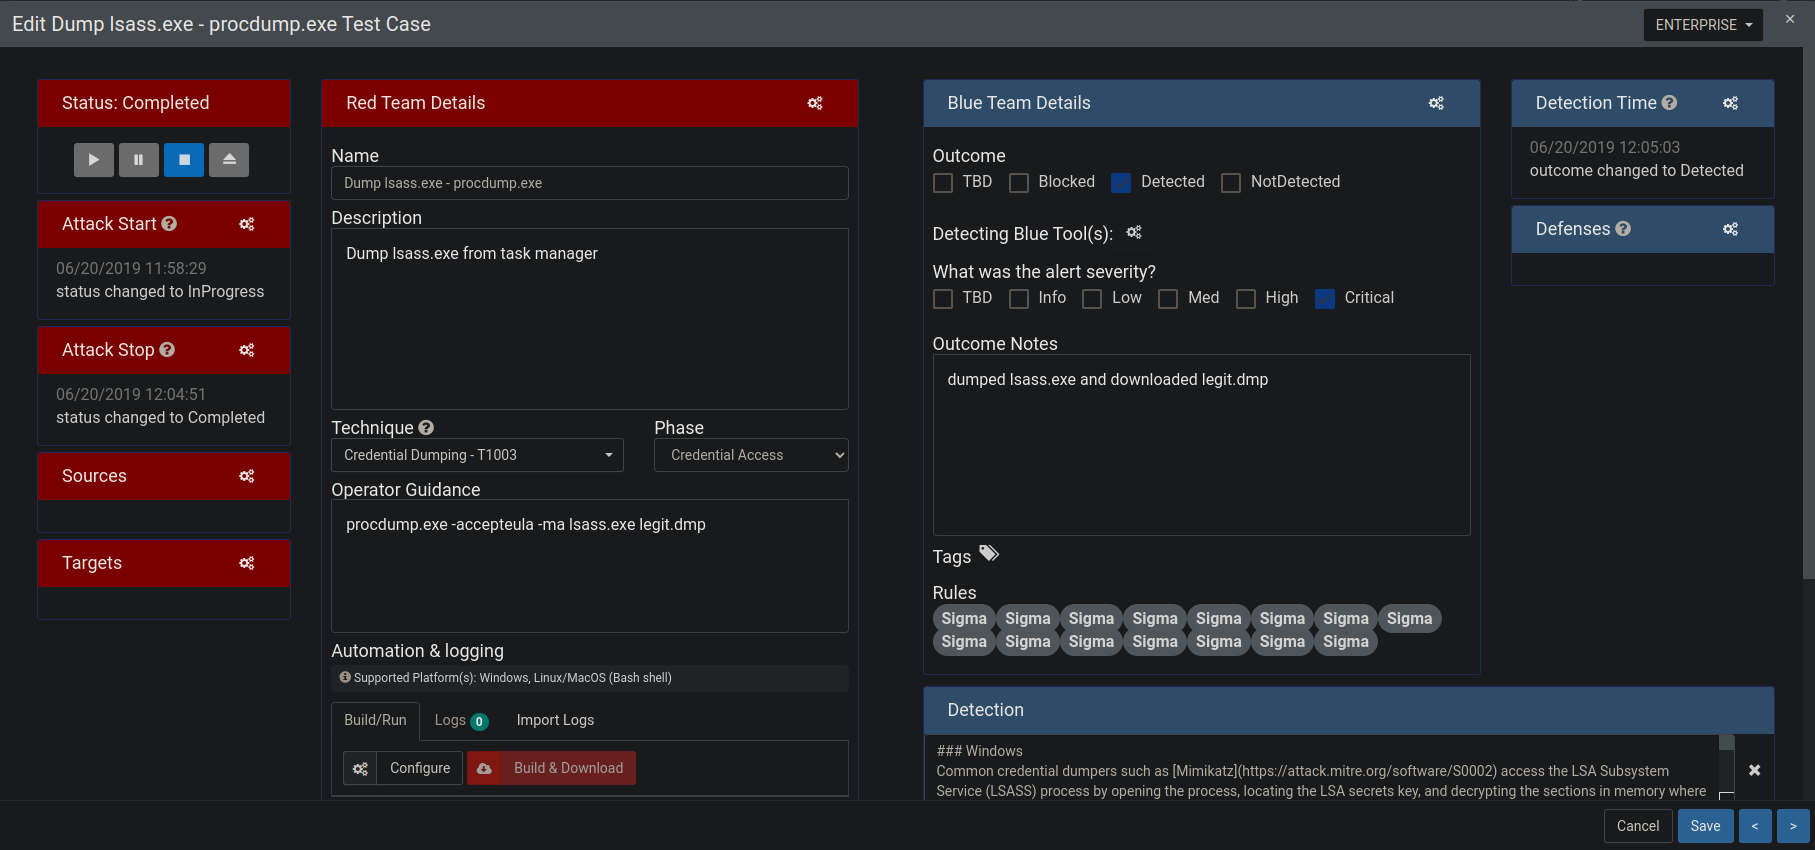 Edit Dump lsass.exe - procdump.exe Test Case
ENTERPRISE
×
Status: Completed
Attack Start ?
06/20/2019 11:58:29
status changed to InProgress
Attack Stop ?
06/20/2019 12:04:51
status changed to Completed
Sources
Targets
Red Team Details
Name
Dump lsass.exe - procdump.exe
Description
Dump lsass.exe from task manager
Technique ?
Phase
Credential Dumping - T1003
Credential Access
Operator Guidance
procdump.exe -accepteula -ma lsass.exe legit.dmp
Automation & logging
Supported Platform(s): Windows, Linux/MacOS (Bash shell)
Build/Run
Logs 0
Import Logs
Configure
Build & Download
Blue Team Details
Outcome
TBD Blocked Detected NotDetected
Detecting Blue Tool(s):
What was the alert severity?
TBD Info Low Med High Critical
Outcome Notes
dumped lsass.exe and downloaded legit.dmp
Tags
Rules
Sigma Sigma Sigma Sigma Sigma Sigma Sigma Sigma
Sigma Sigma Sigma Sigma Sigma Sigma Sigma
Detection Time ?
06/20/2019 12:05:03
outcome changed to Detected
Defenses ?
Detection
### Windows
Common credential dumpers such as [Mimikatz](https://attack.mitre.org/software/S0002) access the LSA Subsystem
Service (LSASS) process by opening the process, locating the LSA secrets key, and decrypting the sections in memory where
Cancel
Save
<
>